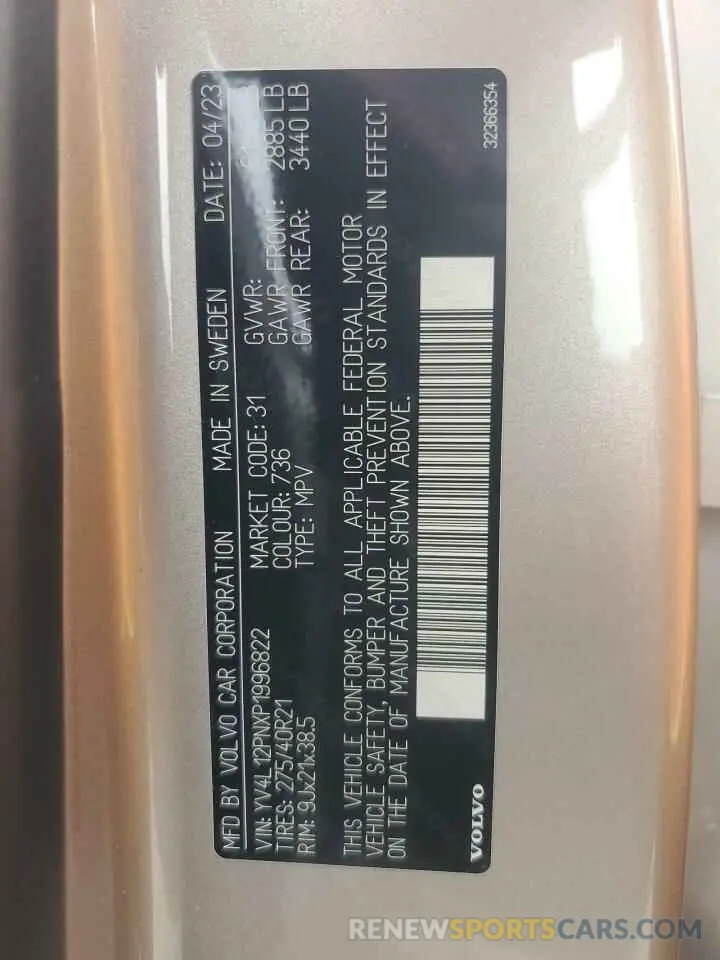 MFD BY VOLVO CAR CORPORATION MADE IN SWEDEN DATE: 04/23
VIN: YV4L12PNXP1996822 MARKET CODE: 31 GVWR:
TIRES: 275/40R21 COLOUR: 736 GAWR FRONT: 2885 LB
RIM: 9Jx21x38.5 TYPE: MPV GAWR REAR: 3440 LB
THIS VEHICLE CONFORMS TO ALL APPLICABLE FEDERAL MOTOR
VEHICLE SAFETY, BUMPER AND THEFT PREVENTION STANDARDS IN EFFECT
ON THE DATE OF MANUFACTURE SHOWN ABOVE.
VOLVO 32366354
RENEWSPORTSCARS.COM